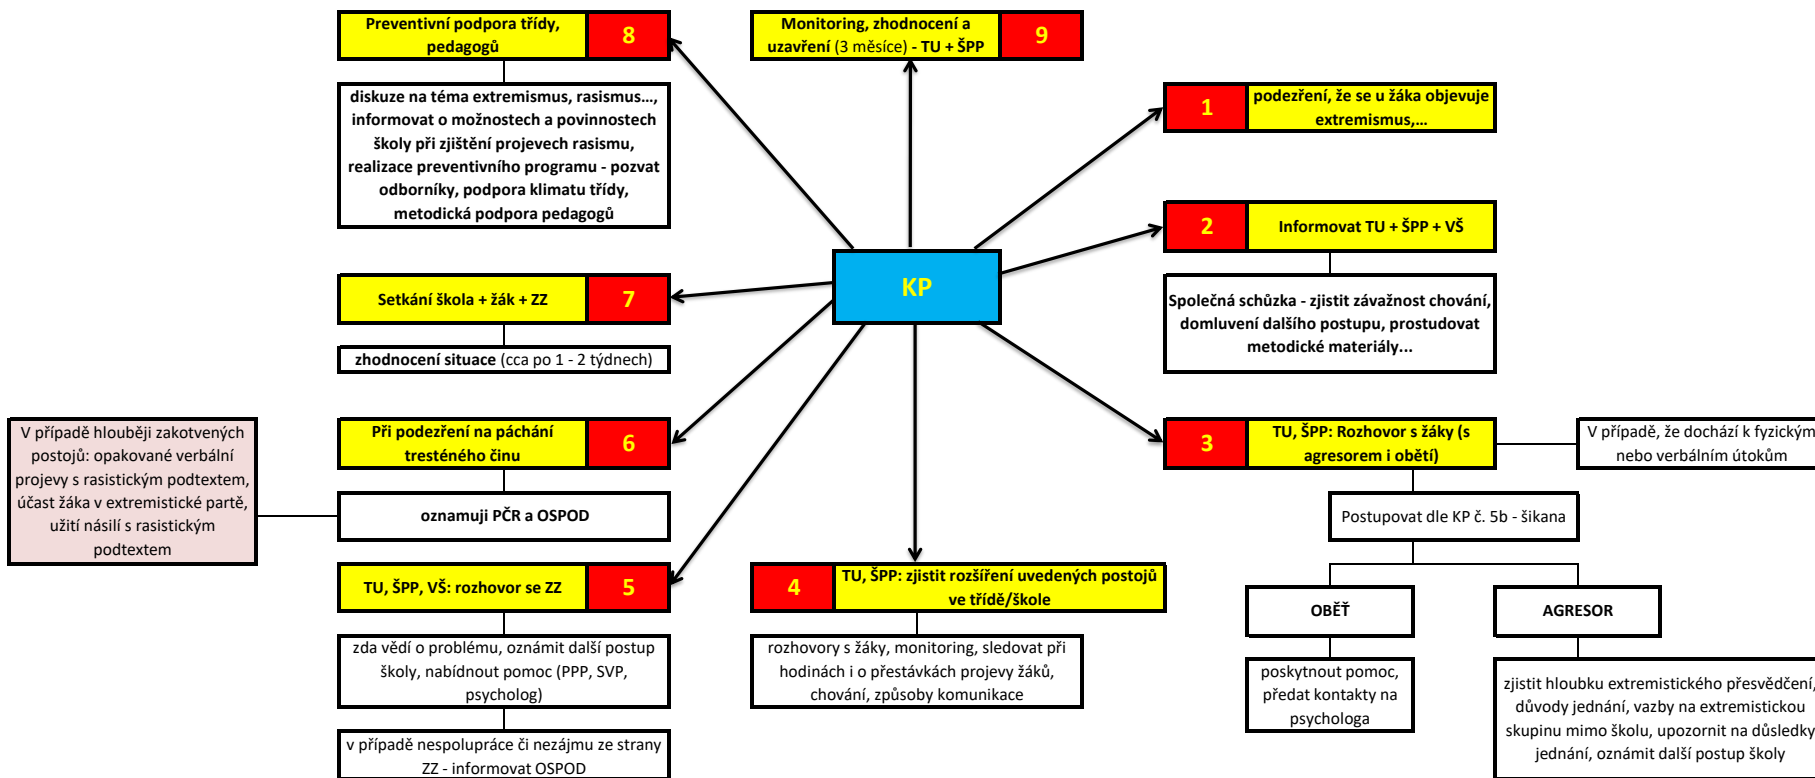 Preventivní podpora třídy,
pedagogů
8
diskuze na téma extremismus, rasismus...,
informovat o možnostech a povinnostech
školy při zjištění projevech rasismu,
realizace preventivního programu - pozvat
odborníky, podpora klimatu třídy,
metodická podpora pedagogů
Monitoring, zhodnocení a
uzavření (3 měsíce) - TU + ŠPP
9
1
podezření, že se u žáka objevuje
extremismus,...
2
Informovat TU + ŠPP + VŠ
Společná schůzka - zjistit závažnost chování,
domluvení dalšího postupu, prostudovat
metodické materiály...
KP
Setkání škola + žák + ZZ
7
zhodnocení situace (cca po 1 - 2 týdnech)
V případě hlouběji zakotvených
postojů: opakované verbální
projevy s rasistickým podtextem,
účast žáka v extremistické partě,
užití násilí s rasistickým
podtextem
Při podezření na páchání
tresténého činu
6
oznamuji PČR a OSPOD
3
TU, ŠPP: Rozhovor s žáky (s
agresorem i obětí)
V případě, že dochází k fyzickým
nebo verbálním útokům
Postupovat dle KP č. 5b - šikana
OBĚŤ
poskytnout pomoc,
předat kontakty na
psychologa
AGRESOR
zjistit hloubku extremistického přesvědčení,
důvody jednání, vazby na extremistickou
skupinu mimo školu, upozornit na důsledky
jednání, oznámit další postup školy
4
TU, ŠPP: zjistit rozšíření uvedených postojů
ve třídě/škole
rozhovory s žáky, monitoring, sledovat při
hodinách i o přestávkách projevy žáků,
chování, způsoby komunikace
TU, ŠPP, VŠ: rozhovor se ZZ
5
zda vědí o problému, oznámit další postup
školy, nabídnout pomoc (PPP, SVP,
psycholog)
v případě nespolupráce či nezájmu ze strany
ZZ - informovat OSPOD